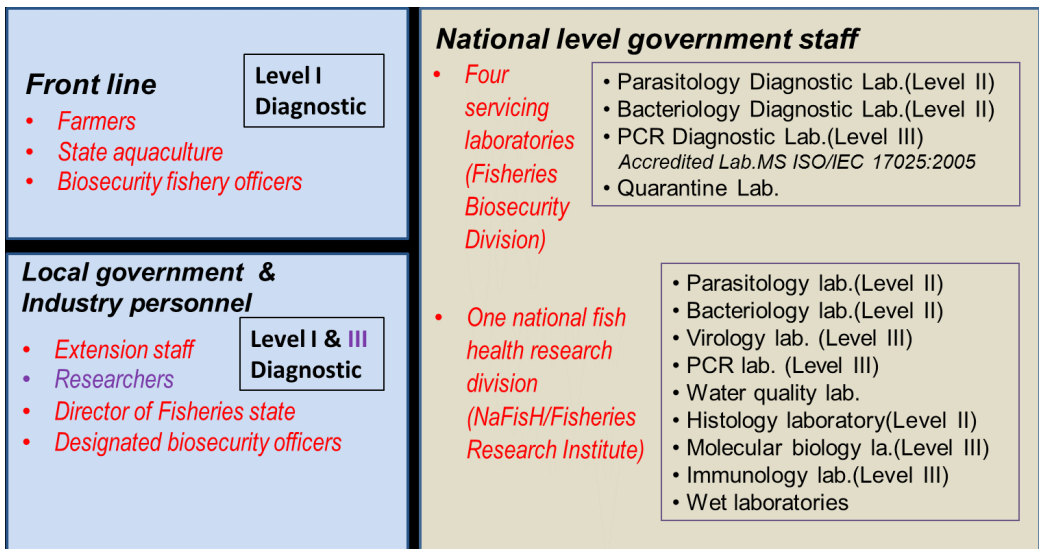 Front line
Level I
Diagnostic
• Farmers
• State aquaculture
• Biosecurity fishery officers
Local government &
Industry personnel
Level I & III
Diagnostic
• Extension staff
• Researchers
• Director of Fisheries state
• Designated biosecurity officers
National level government staff
• Four
servicing
laboratories
(Fisheries
Biosecurity
Division)
• Parasitology Diagnostic Lab.(Level II)
• Bacteriology Diagnostic Lab.(Level II)
• PCR Diagnostic Lab.(Level III)
Accredited Lab.MS ISO/IEC 17025:2005
• Quarantine Lab.
• One national fish
health research
division
(NaFisH/Fisheries
Research Institute)
• Parasitology lab.(Level II)
• Bacteriology lab.(Level II)
• Virology lab. (Level III)
• PCR lab. (Level III)
• Water quality lab.
• Histology laboratory(Level II)
• Molecular biology la.(Level III)
• Immunology lab.(Level III)
• Wet laboratories